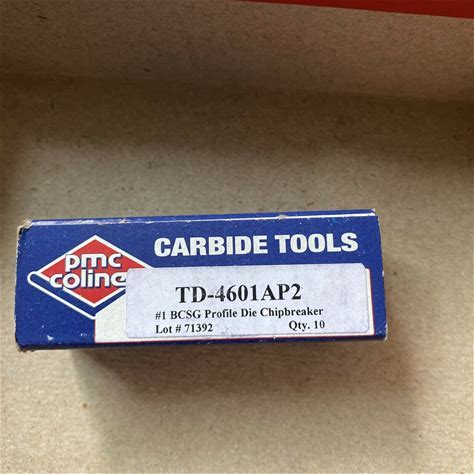 pmc
coline
CARBIDE TOOLS
TD-4601AP2
#1 BCSG Profile Die Chipbreaker
Lot # 71392 Qty. 10